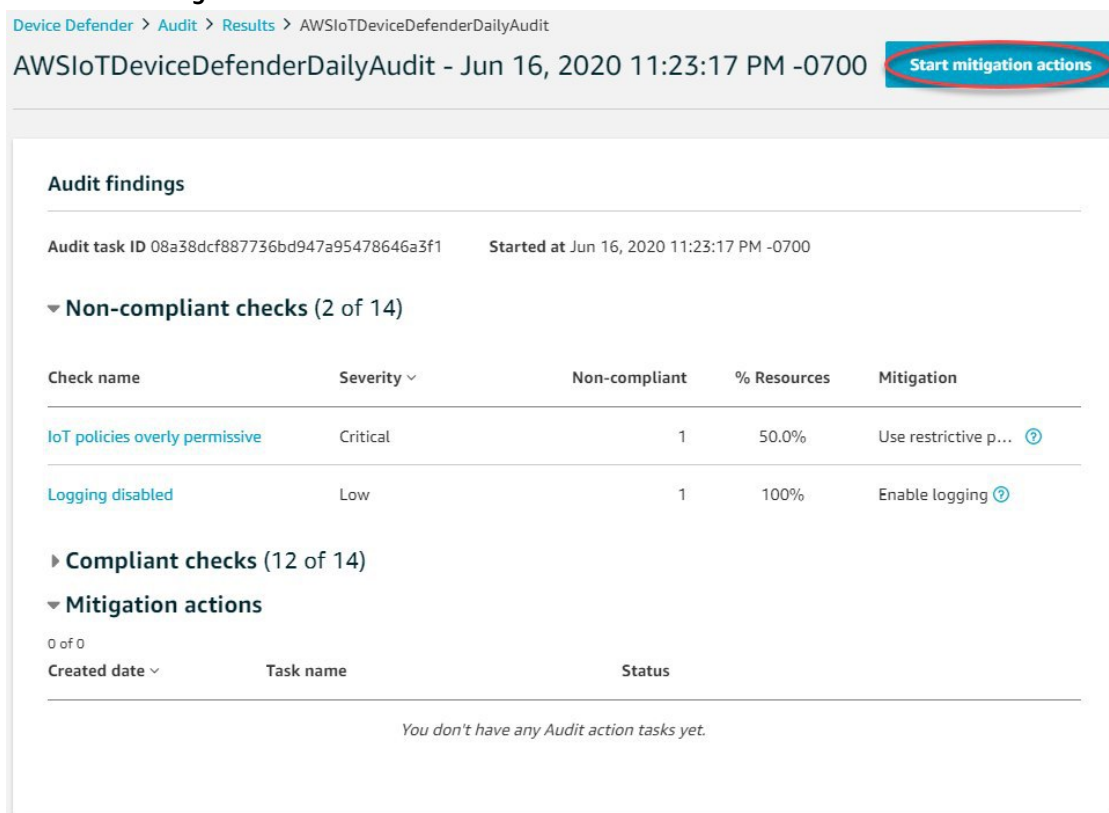 Device Defender > Audit > Results > AWSIoTDeviceDefenderDailyAudit
AWSIoTDeviceDefenderDailyAudit - Jun 16, 2020 11:23:17 PM -0700 Start mitigation actions
Audit findings
Audit task ID 08a38dcf887736bd947a95478646a3f1 Started at Jun 16, 2020 11:23:17 PM -0700
Non-compliant checks (2 of 14)
Check name Severity Non-compliant % Resources Mitigation
IoT policies overly permissive Critical 1 50.0% Use restrictive p... ?
Logging disabled Low 1 100% Enable logging ?
Compliant checks (12 of 14)
Mitigation actions
0 of 0
Created date Task name Status
You don't have any Audit action tasks yet.